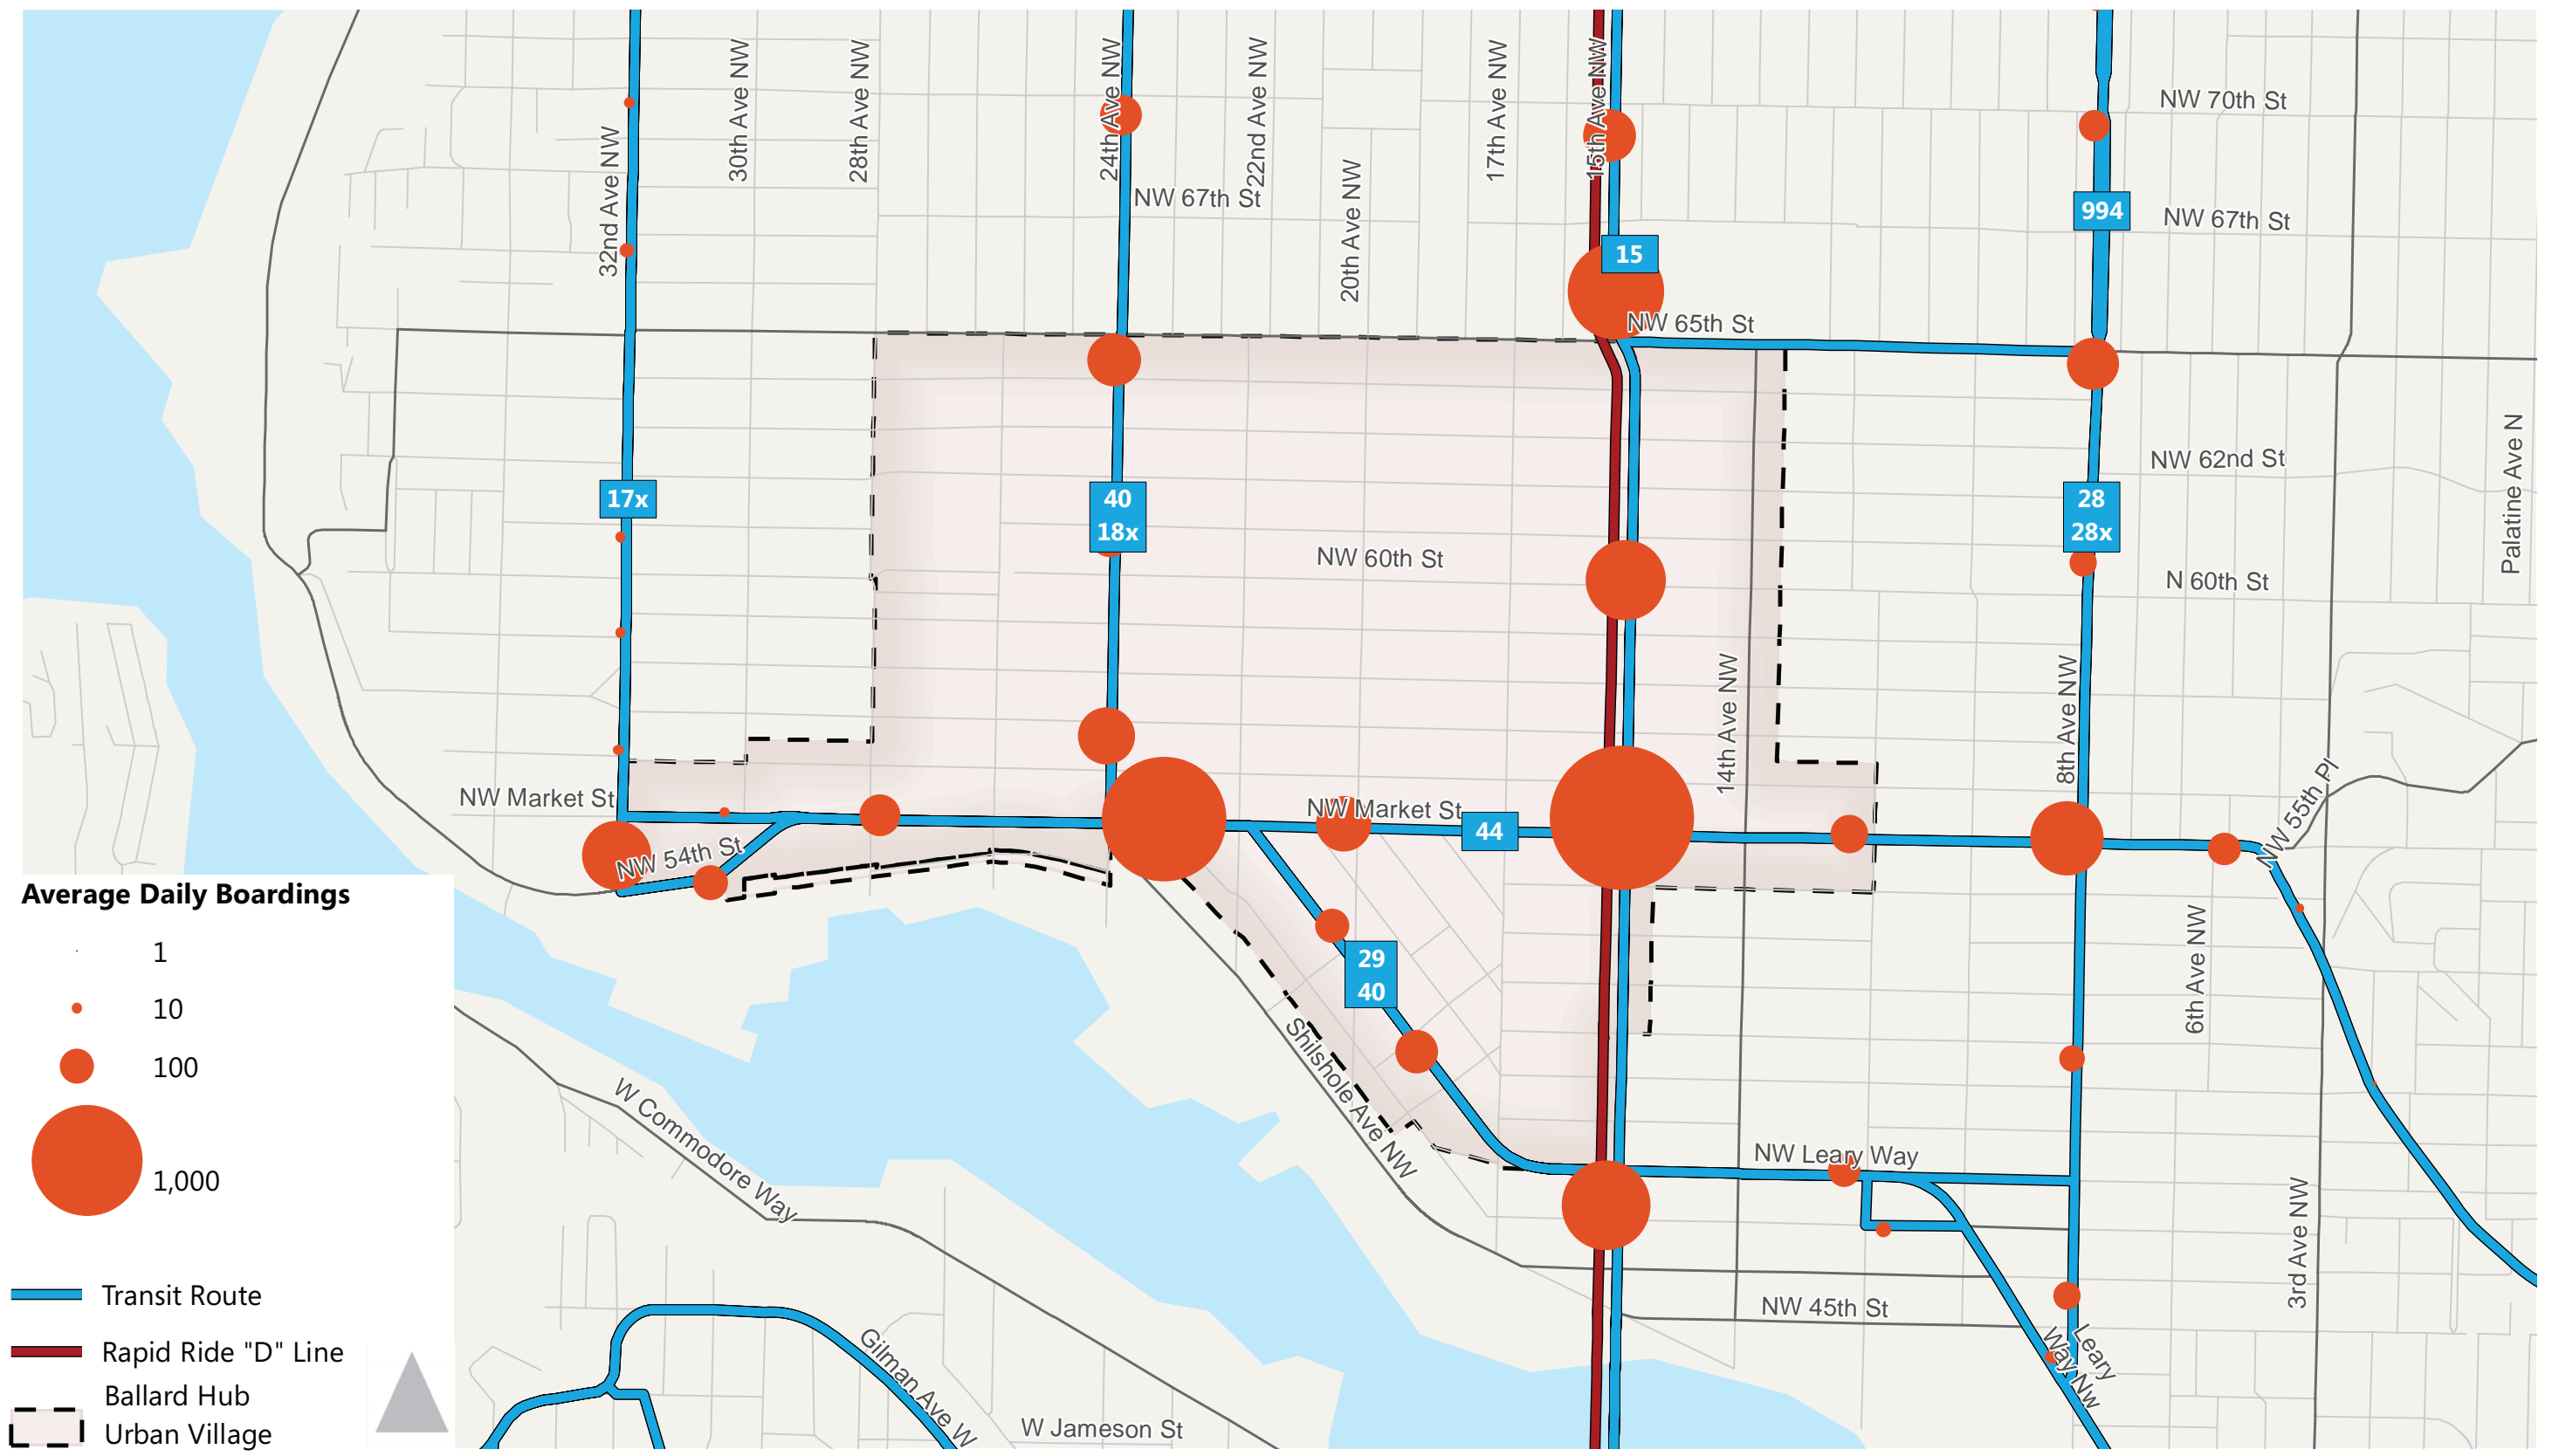 30th Ave NW
28th Ave NW
24th Ave NW
22nd Ave NW
17th Ave NW
15th Ave NW
NW 70th St
32nd Ave NW
20th Ave NW
NW 67th St
994
NW 67th St
15
NW 65th St
Palatine Ave N
NW 62nd St
17x
40
18x
28
28x
NW 60th St
N 60th St
14th Ave NW
8th Ave NW
NW Market St
NW Market St
44
NW 55th Pl
NW 54th St
Average Daily Boardings
1
10
100
1,000
29
40
6th Ave NW
Shilshole Ave NW
W Commodore Way
NW Leary Way
3rd Ave NW
NW 45th St
Leary
Way Nw
Transit Route
Rapid Ride "D" Line
Ballard Hub
Urban Village
Gilman Ave W
W Jameson St